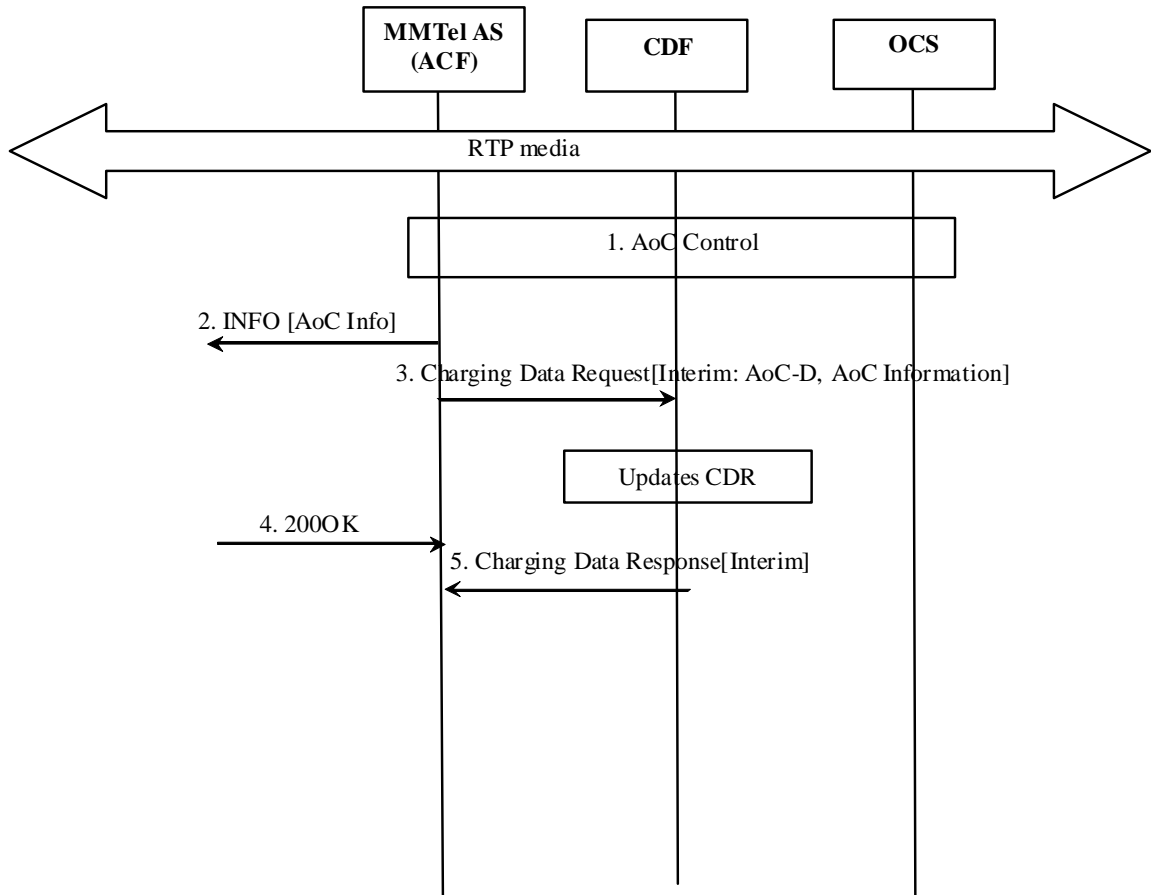 MMTel AS
(ACF)
CDF
OCS
RTP media
1. AoC Control
2. INFO [AoC Info]
3. Charging Data Request[Interim: AoC-D, AoC Information]
Updates CDR
4. 200OK
5. Charging Data Response[Interim]